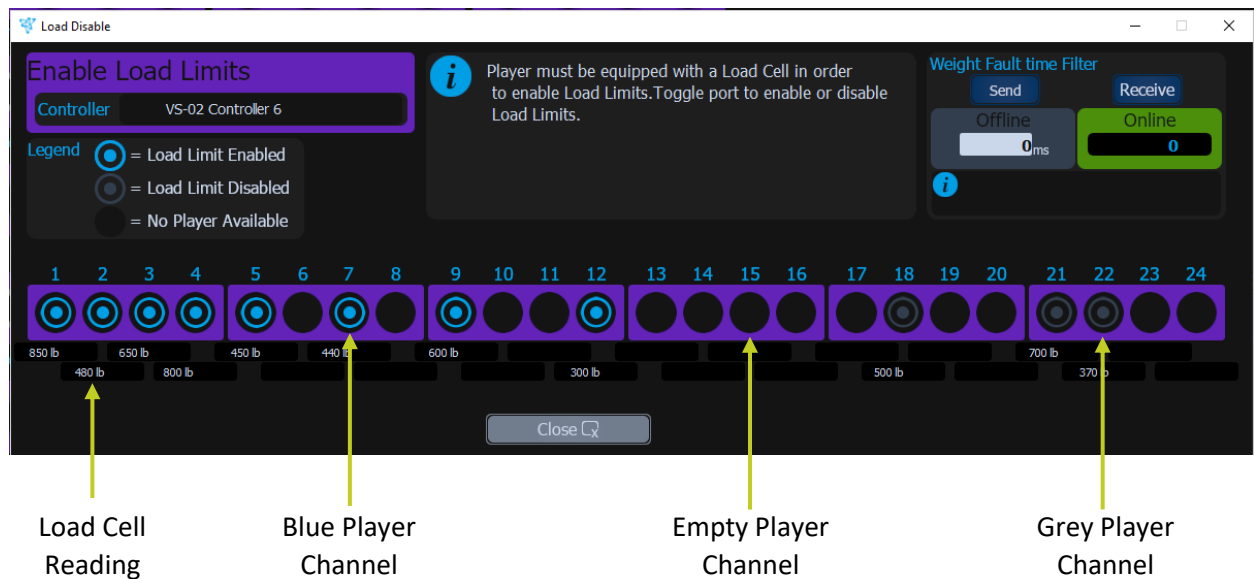 Load Disable
Enable Load Limits
Controller VS-02 Controller 6
Legend
= Load Limit Enabled
= Load Limit Disabled
= No Player Available
i
Player must be equipped with a Load Cell in order
to enable Load Limits.Toggle port to enable or disable
Load Limits.
Weight Fault time Filter
Send Receive
Offline Online
0ms 0
i
1 2 3 4 5 6 7 8 9 10 11 12 13 14 15 16 17 18 19 20 21 22 23 24
850 lb 650 lb 450 lb 440 lb 600 lb 700 lb
480 lb 800 lb 300 lb 500 lb 370 lb
Close
Load Cell
Reading
Blue Player
Channel
Empty Player
Channel
Grey Player
Channel